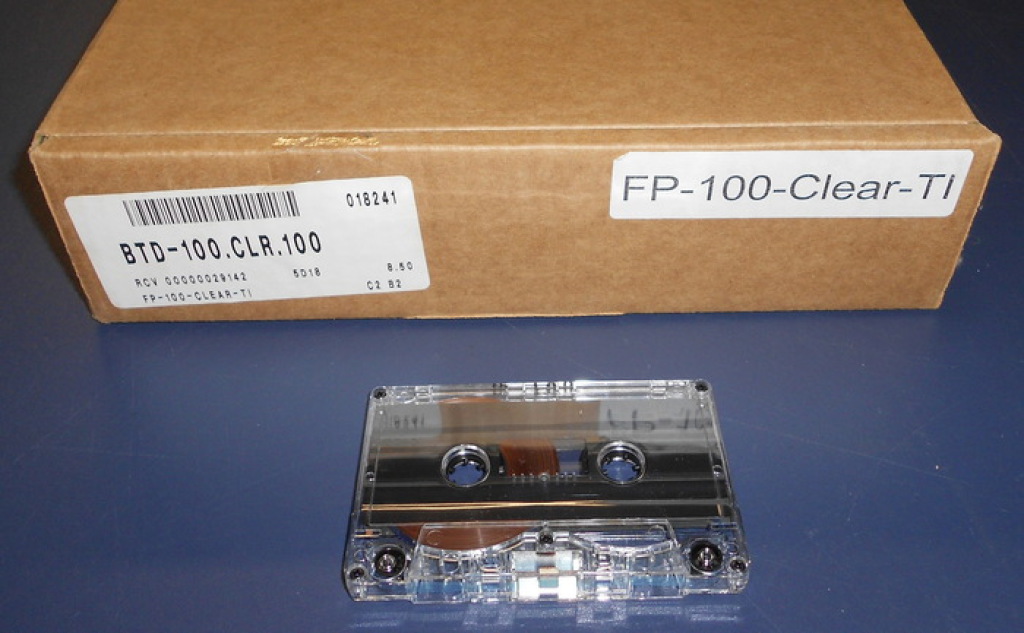 018241
BTD-100.CLR.100
RCV 00000029142 5D18 8.50
FP-100-CLEAR-TI C2 B2
FP-100-Clear-TI